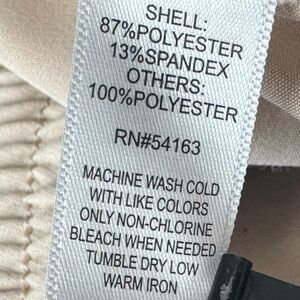 SHELL:
87%POLYESTER
13%SPANDEX
OTHERS:
100%POLYESTER
RN#54163
MACHINE WASH COLD
WITH LIKE COLORS
ONLY NON-CHLORINE
BLEACH WHEN NEEDED
TUMBLE DRY LOW
WARM IRON